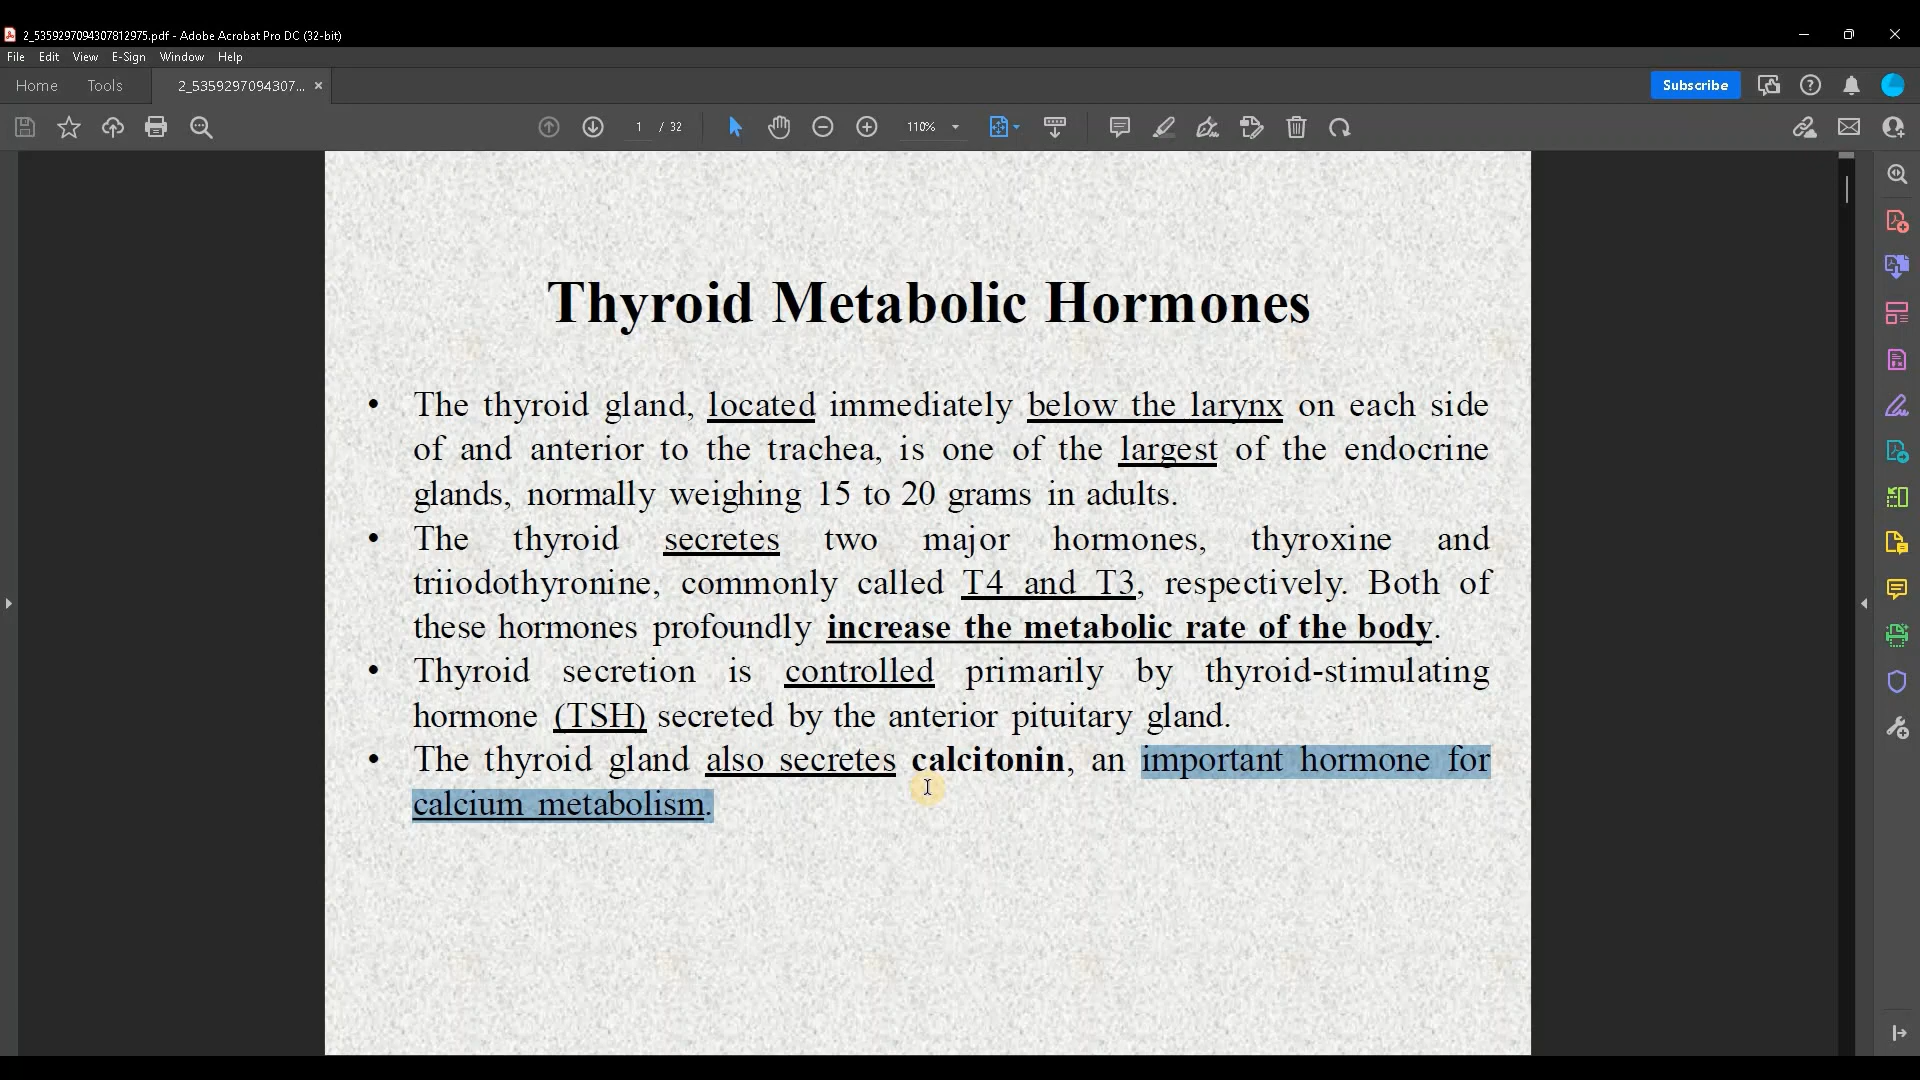 2_5359297094307812975.pdf - Adobe Acrobat Pro DC (32-bit)
File Edit View E-Sign Window Help
Home Tools 2_5359297094307... Subscribe
1 / 32 110%
Thyroid Metabolic Hormones
• The thyroid gland, located immediately below the larynx on each side
of and anterior to the trachea, is one of the largest of the endocrine
glands, normally weighing 15 to 20 grams in adults.
• The thyroid secretes two major hormones, thyroxine and
triiodothyronine, commonly called T4 and T3, respectively. Both of
these hormones profoundly increase the metabolic rate of the body.
• Thyroid secretion is controlled primarily by thyroid-stimulating
hormone (TSH) secreted by the anterior pituitary gland.
• The thyroid gland also secretes calcitonin, an important hormone for
calcium metabolism.